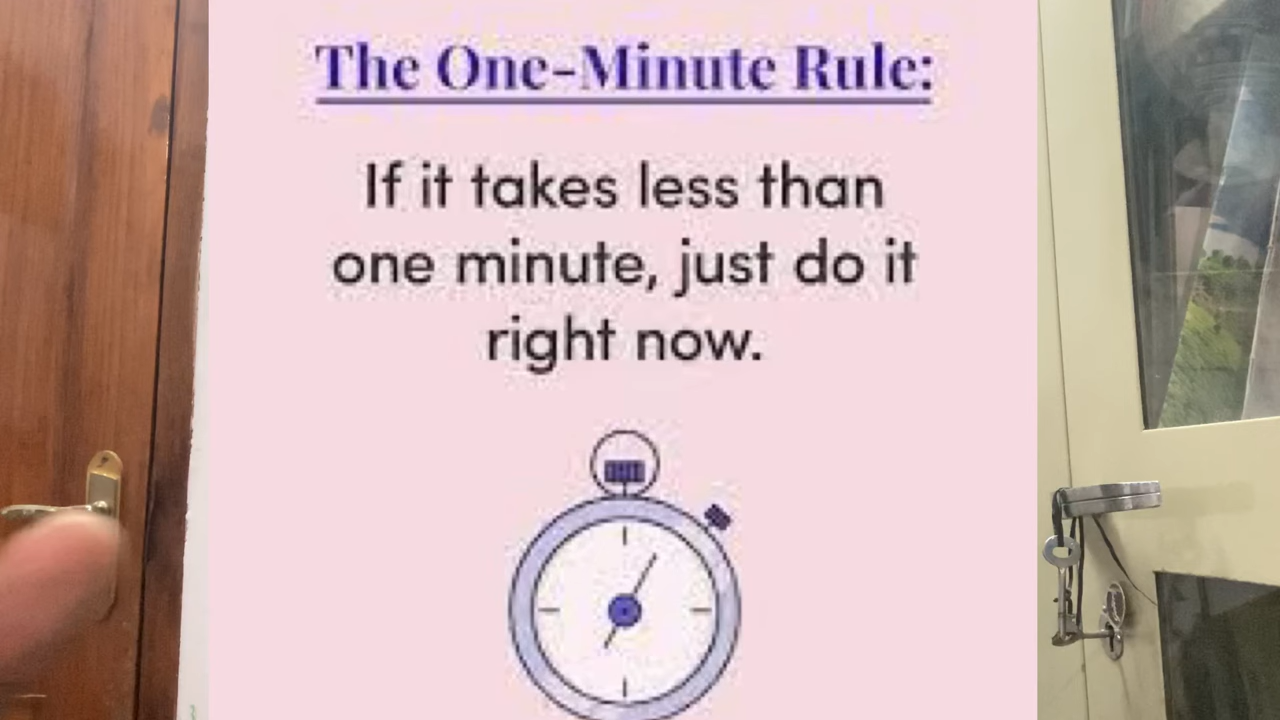 The One-Minute Rule:
If it takes less than
one minute, just do it
right now.